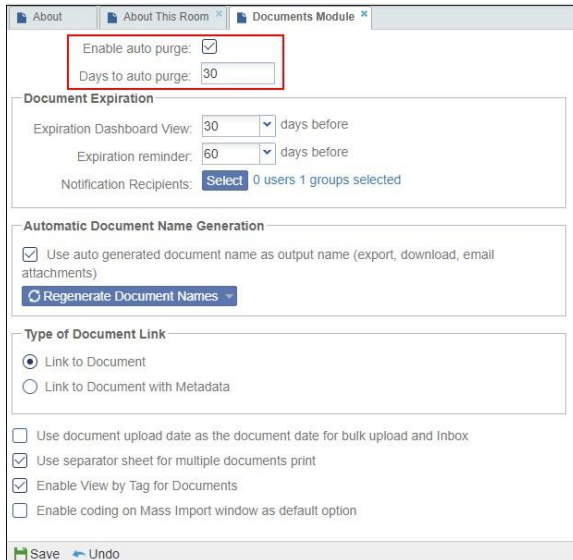 About About This Room Documents Module
Enable auto purge:
Days to auto purge: 30
Document Expiration
Expiration Dashboard View: 30 days before
Expiration reminder: 60 days before
Notification Recipients: Select 0 users 1 groups selected
Automatic Document Name Generation
Use auto generated document name as output name (export, download, email
attachments)
Regenerate Document Names
Type of Document Link
Link to Document
Link to Document with Metadata
Use document upload date as the document date for bulk upload and Inbox
Use separator sheet for multiple documents print
Enable View by Tag for Documents
Enable coding on Mass Import window as default option
Save Undo